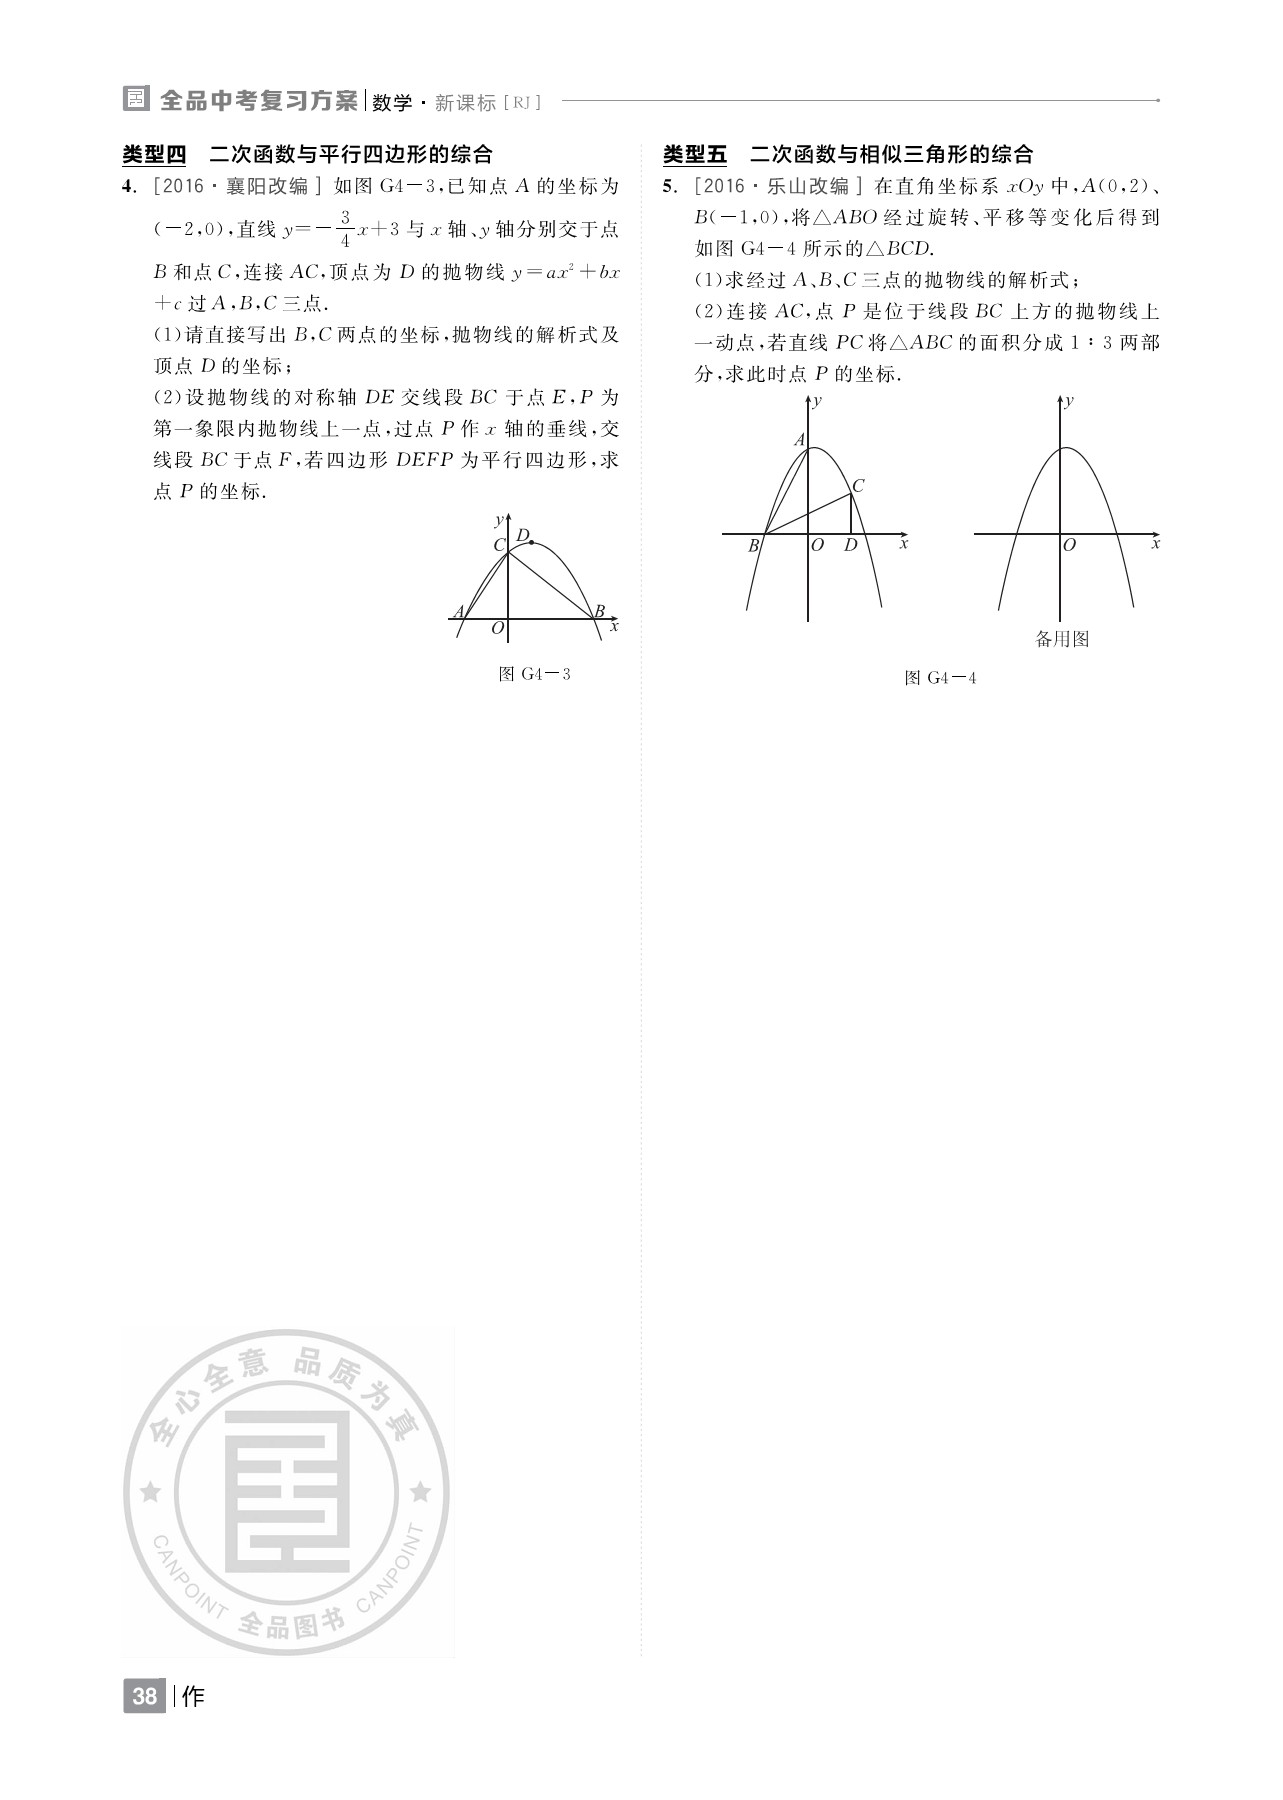 全品中考复习方案 数学·新课标[RJ]
类型四 二次函数与平行四边形的综合
4. [2016·襄阳改编] 如图 G4-3,已知点 A 的坐标为
(-2,0),直线 y=-3/4x+3 与 x 轴、y 轴分别交于点
B 和点 C,连接 AC,顶点为 D 的抛物线 y=ax²+bx
+c 过 A,B,C 三点.
(1)请直接写出 B,C 两点的坐标,抛物线的解析式及
顶点 D 的坐标;
(2)设抛物线的对称轴 DE 交线段 BC 于点 E,P 为
第一象限内抛物线上一点,过点 P 作 x 轴的垂线,交
线段 BC 于点 F,若四边形 DEFP 为平行四边形,求
点 P 的坐标.
y
D
C
A
B
O
x
图 G4-3
类型五 二次函数与相似三角形的综合
5. [2016·乐山改编] 在直角坐标系 xOy 中,A(0,2)、
B(-1,0),将△ABO 经过旋转、平移等变化后得到
如图 G4-4 所示的△BCD.
(1)求经过 A、B、C 三点的抛物线的解析式;
(2)连接 AC,点 P 是位于线段 BC 上方的抛物线上
一动点,若直线 PC 将△ABC 的面积分成 1∶3 两部
分,求此时点 P 的坐标.
y
A
C
B
O
D
x
y
O
x
备用图
图 G4-4
全心全意 品质为真
CANPOINT 全品图书 CANPOINT
38 作